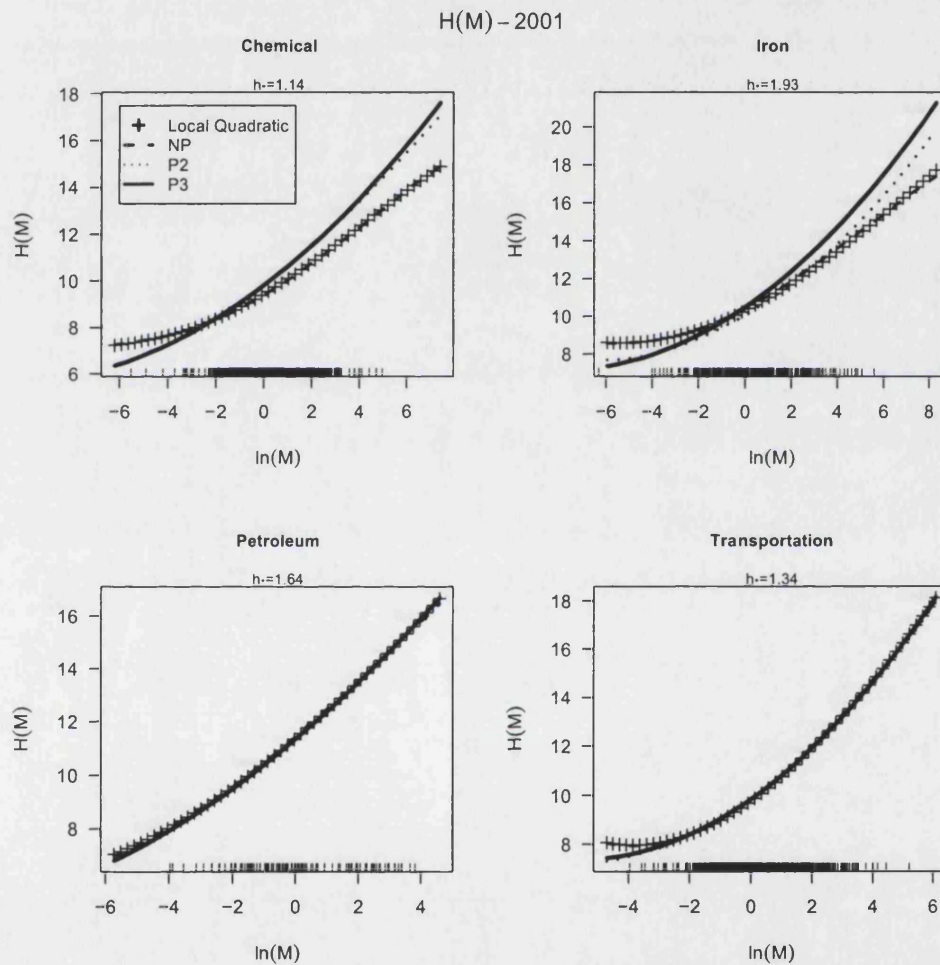 H(M) – 2001
Chemical
h*=1.14
18
16
14
12
10
8
6
H(M)
Local Quadratic
NP
P2
P3
−6 −4 −2 0 2 4 6
ln(M)
Iron
h*=1.93
20
18
16
14
12
10
8
H(M)
−6 −4 −2 0 2 4 6 8
ln(M)
Petroleum
h*=1.64
16
14
12
10
8
H(M)
−6 −4 −2 0 2 4
ln(M)
Transportation
h*=1.34
18
16
14
12
10
8
H(M)
−4 −2 0 2 4 6
ln(M)